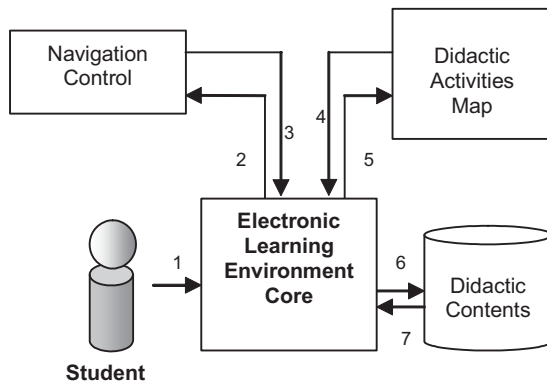 Navigation
Control
Didactic
Activities
Map
3
4
2
5
Electronic
Learning
Environment
Core
1
6
Didactic
Contents
7
Student